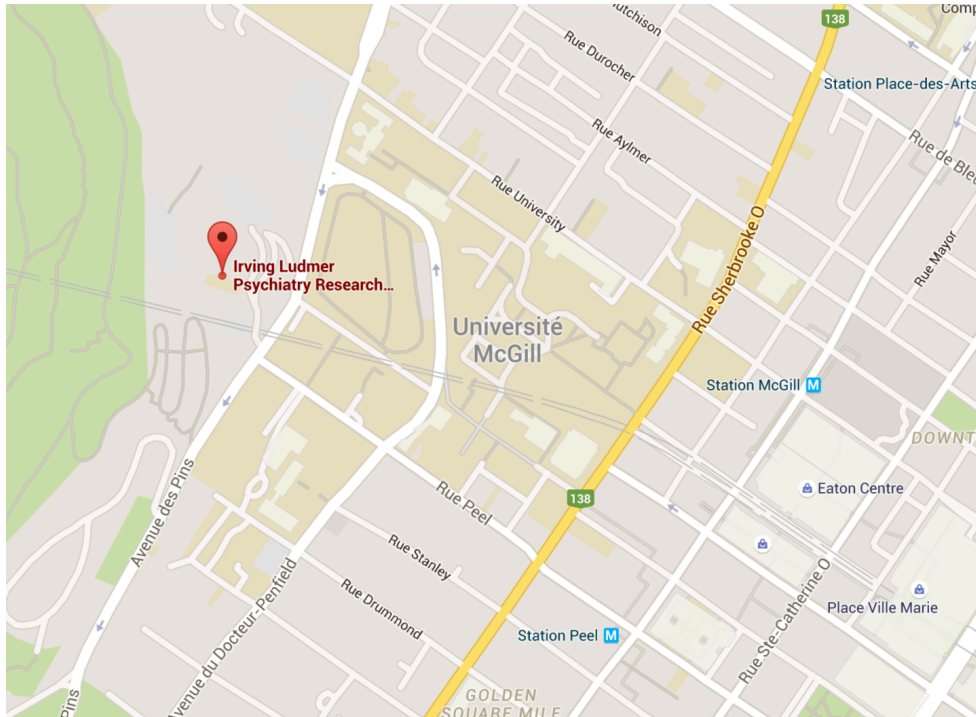 138
Comp
Hutchison
Rue Durocher
Station Place-des-Arts
Rue Aylmer
Rue de Bleu
Rue University
Rue Sherbrooke O
Rue Mayor
Irving Ludmer
Psychiatry Research...
Université
McGill
Station McGill M
DOWNT
Eaton Centre
138
Avenue des Pins
Rue Peel
Rue Stanley
Rue Drummond
Avenue du Docteur-Penfield
Place Ville Marie
Station Peel M
Rue Ste-Catherine O
Pins
GOLDEN
SQUARE MILE